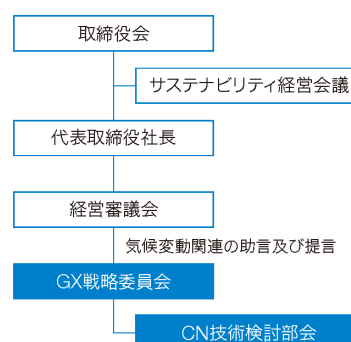 取締役会
サステナビリティ経営会議
代表取締役社長
経営審議会
気候変動関連の助言及び提言
GX戦略委員会
CN技術検討部会